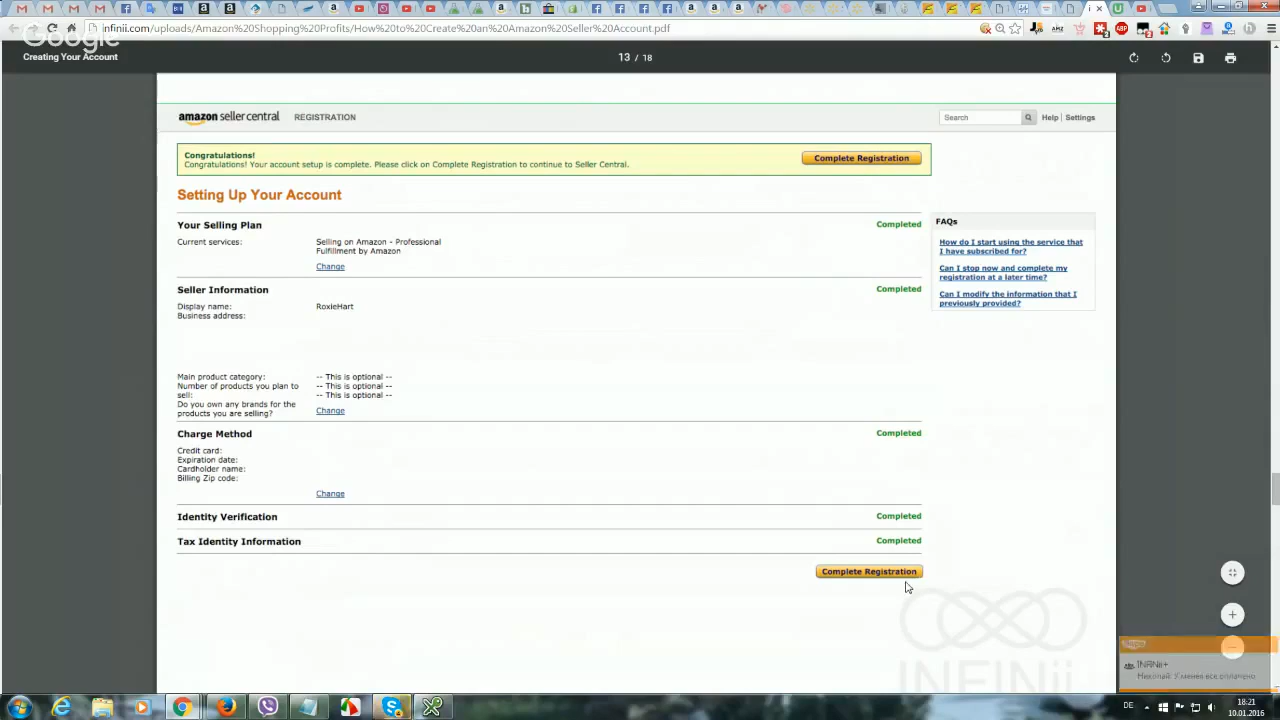 infinii.com/uploads/Amazon%20Shopping%20Profits/How%20to%20Create%20an%20Amazon%20Seller%20Account.pdf
Google
Creating Your Account
13 / 18
amazon seller central
REGISTRATION
Search
Help | Settings
Congratulations!
Congratulations! Your account setup is complete. Please click on Complete Registration to continue to Seller Central.
Complete Registration
Setting Up Your Account
Your Selling Plan
Completed
Current services:
Selling on Amazon - Professional
Fulfillment by Amazon
Change
FAQs
How do I start using the service that
I have subscribed for?
Can I stop now and complete my
registration at a later time?
Can I modify the information that I
previously provided?
Seller Information
Completed
Display name:
RoxieHart
Business address:
Main product category:
-- This is optional --
Number of products you plan to
sell:
-- This is optional --
-- This is optional --
Do you own any brands for the
products you are selling?
Change
Charge Method
Completed
Credit card:
Expiration date:
Cardholder name:
Billing Zip code:
Change
Identity Verification
Completed
Tax Identity Information
Completed
Complete Registration
INFINii
INFINii+
Николай: У меня все оплачено
DE
18:21
10.01.2016